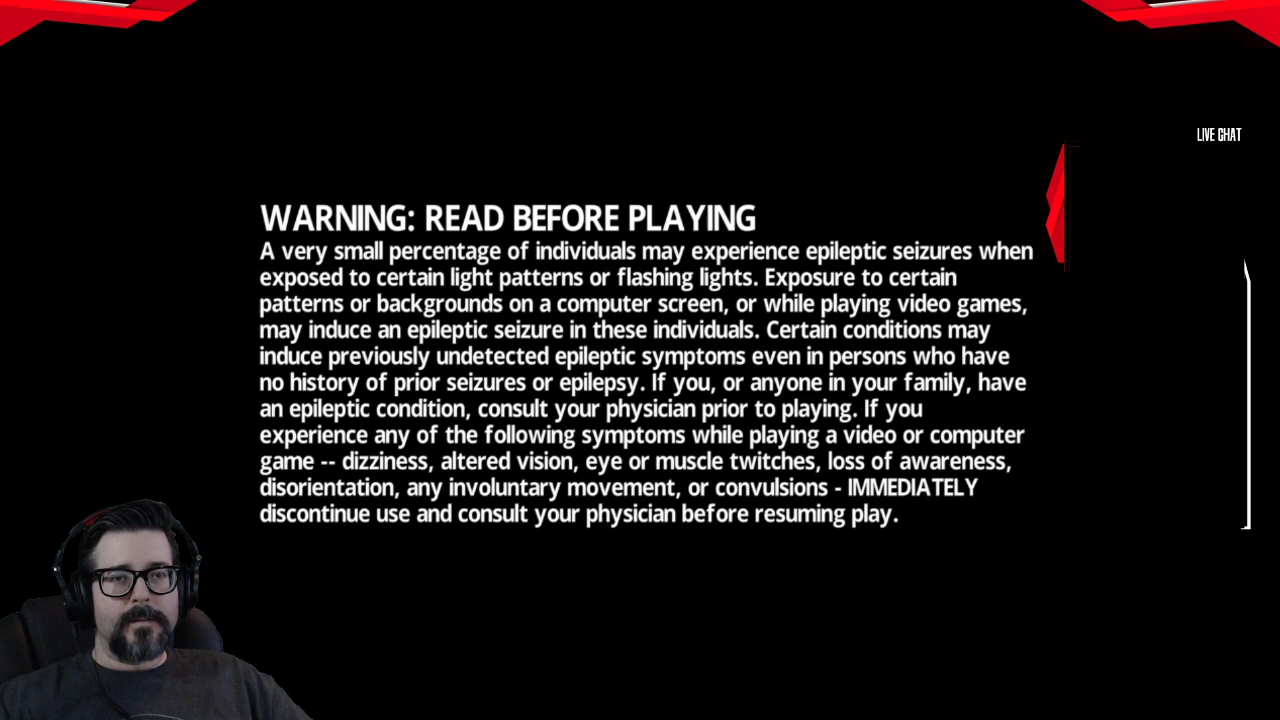 LIVE CHAT
WARNING: READ BEFORE PLAYING
A very small percentage of individuals may experience epileptic seizures when
exposed to certain light patterns or flashing lights. Exposure to certain
patterns or backgrounds on a computer screen, or while playing video games,
may induce an epileptic seizure in these individuals. Certain conditions may
induce previously undetected epileptic symptoms even in persons who have
no history of prior seizures or epilepsy. If you, or anyone in your family, have
an epileptic condition, consult your physician prior to playing. If you
experience any of the following symptoms while playing a video or computer
game -- dizziness, altered vision, eye or muscle twitches, loss of awareness,
disorientation, any involuntary movement, or convulsions - IMMEDIATELY
discontinue use and consult your physician before resuming play.